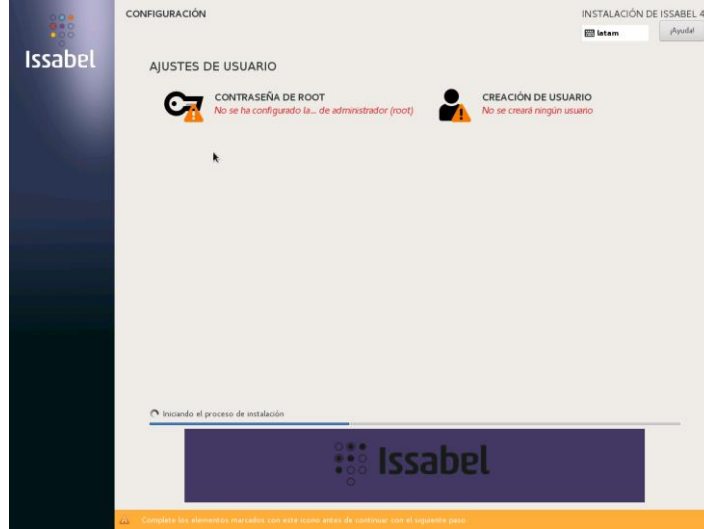 Issabel
CONFIGURACIÓN
INSTALACIÓN DE ISSABEL 4
latam
¡Ayuda!
AJUSTES DE USUARIO
CONTRASEÑA DE ROOT
No se ha configurado la... de administrador (root)
CREACIÓN DE USUARIO
No se creará ningún usuario
Iniciando el proceso de instalación
Issabel
Complete los elementos marcados con este icono antes de continuar con el siguiente paso.